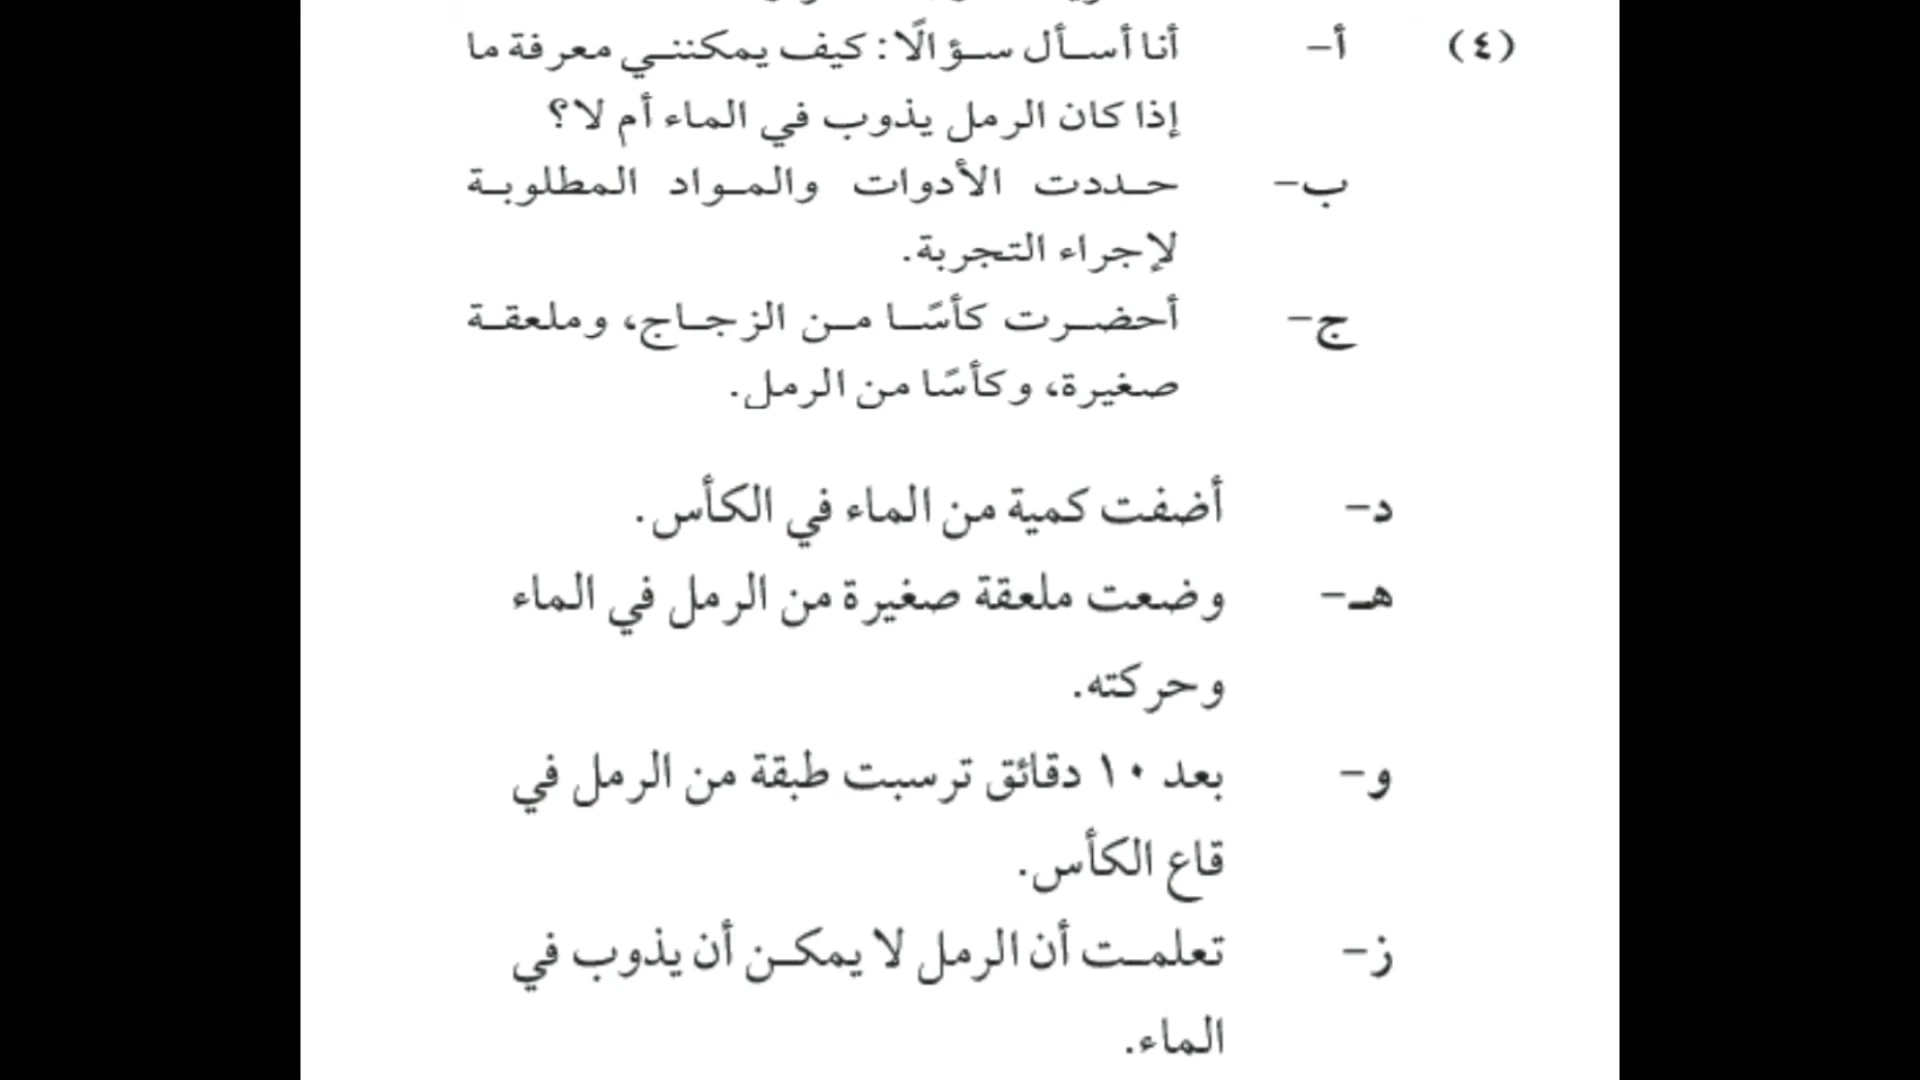 (٤) أ- أنا أسأل سؤالًا: كيف يمكنني معرفة ما
إذا كان الرمل يذوب في الماء أم لا؟
ب- حددت الأدوات والمواد المطلوبة
لإجراء التجربة.
ج- أحضرت كأسًا من الزجاج، وملعقة
صغيرة، وكأسًا من الرمل.
د- أضفت كمية من الماء في الكأس.
هـ- وضعت ملعقة صغيرة من الرمل في الماء
وحركته.
و- بعد ١٠ دقائق ترسبت طبقة من الرمل في
قاع الكأس.
ز- تعلمت أن الرمل لا يمكن أن يذوب في
الماء.